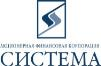 АКЦИОНЕРНАЯ ФИНАНСОВАЯ КОРПОРАЦИЯ
СИСТЕМА